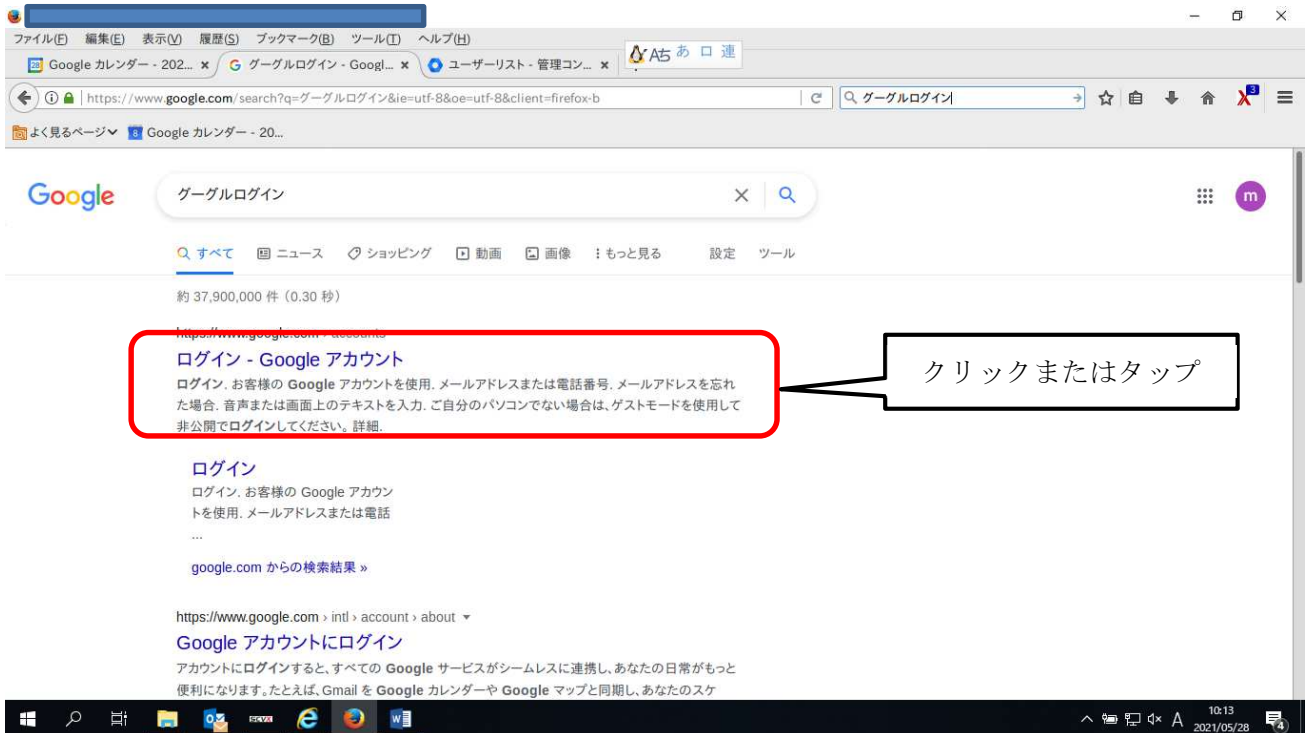 ファイル(F) 編集(E) 表示(V) 履歴(S) ブックマーク(B) ツール(T) ヘルプ(H)
A5 あ 連
28 Google カレンダー - 202... × G グーグルログイン - Googl... × ユーザーリスト - 管理コン... ×
https://www.google.com/search?q=グーグルログイン&ie=utf-8&oe=utf-8&client=firefox-b グーグルログイン 3
よく見るページ 8 Google カレンダー - 20...
Google グーグルログイン m
すべて ニュース ショッピング 動画 画像 もっと見る 設定 ツール
約 37,900,000 件 (0.30 秒)
https://www.google.com › accounts
ログイン - Google アカウント
ログイン. お客様の Google アカウントを使用. メールアドレスまたは電話番号. メールアドレスを忘れ
た場合. 音声または画面上のテキストを入力. ご自分のパソコンでない場合は、ゲストモードを使用して
非公開でログインしてください。 詳細.
クリックまたはタップ
ログイン
ログイン. お客様の Google アカウン
トを使用. メールアドレスまたは電話
...
google.com からの検索結果 »
https://www.google.com › intl › account › about
Google アカウントにログイン
アカウントにログインすると、すべての Google サービスがシームレスに連携し、あなたの日常がもっと
便利になります。たとえば、Gmail を Google カレンダーや Google マップと同期し、あなたのスケ
A 10:13
2021/05/28 4